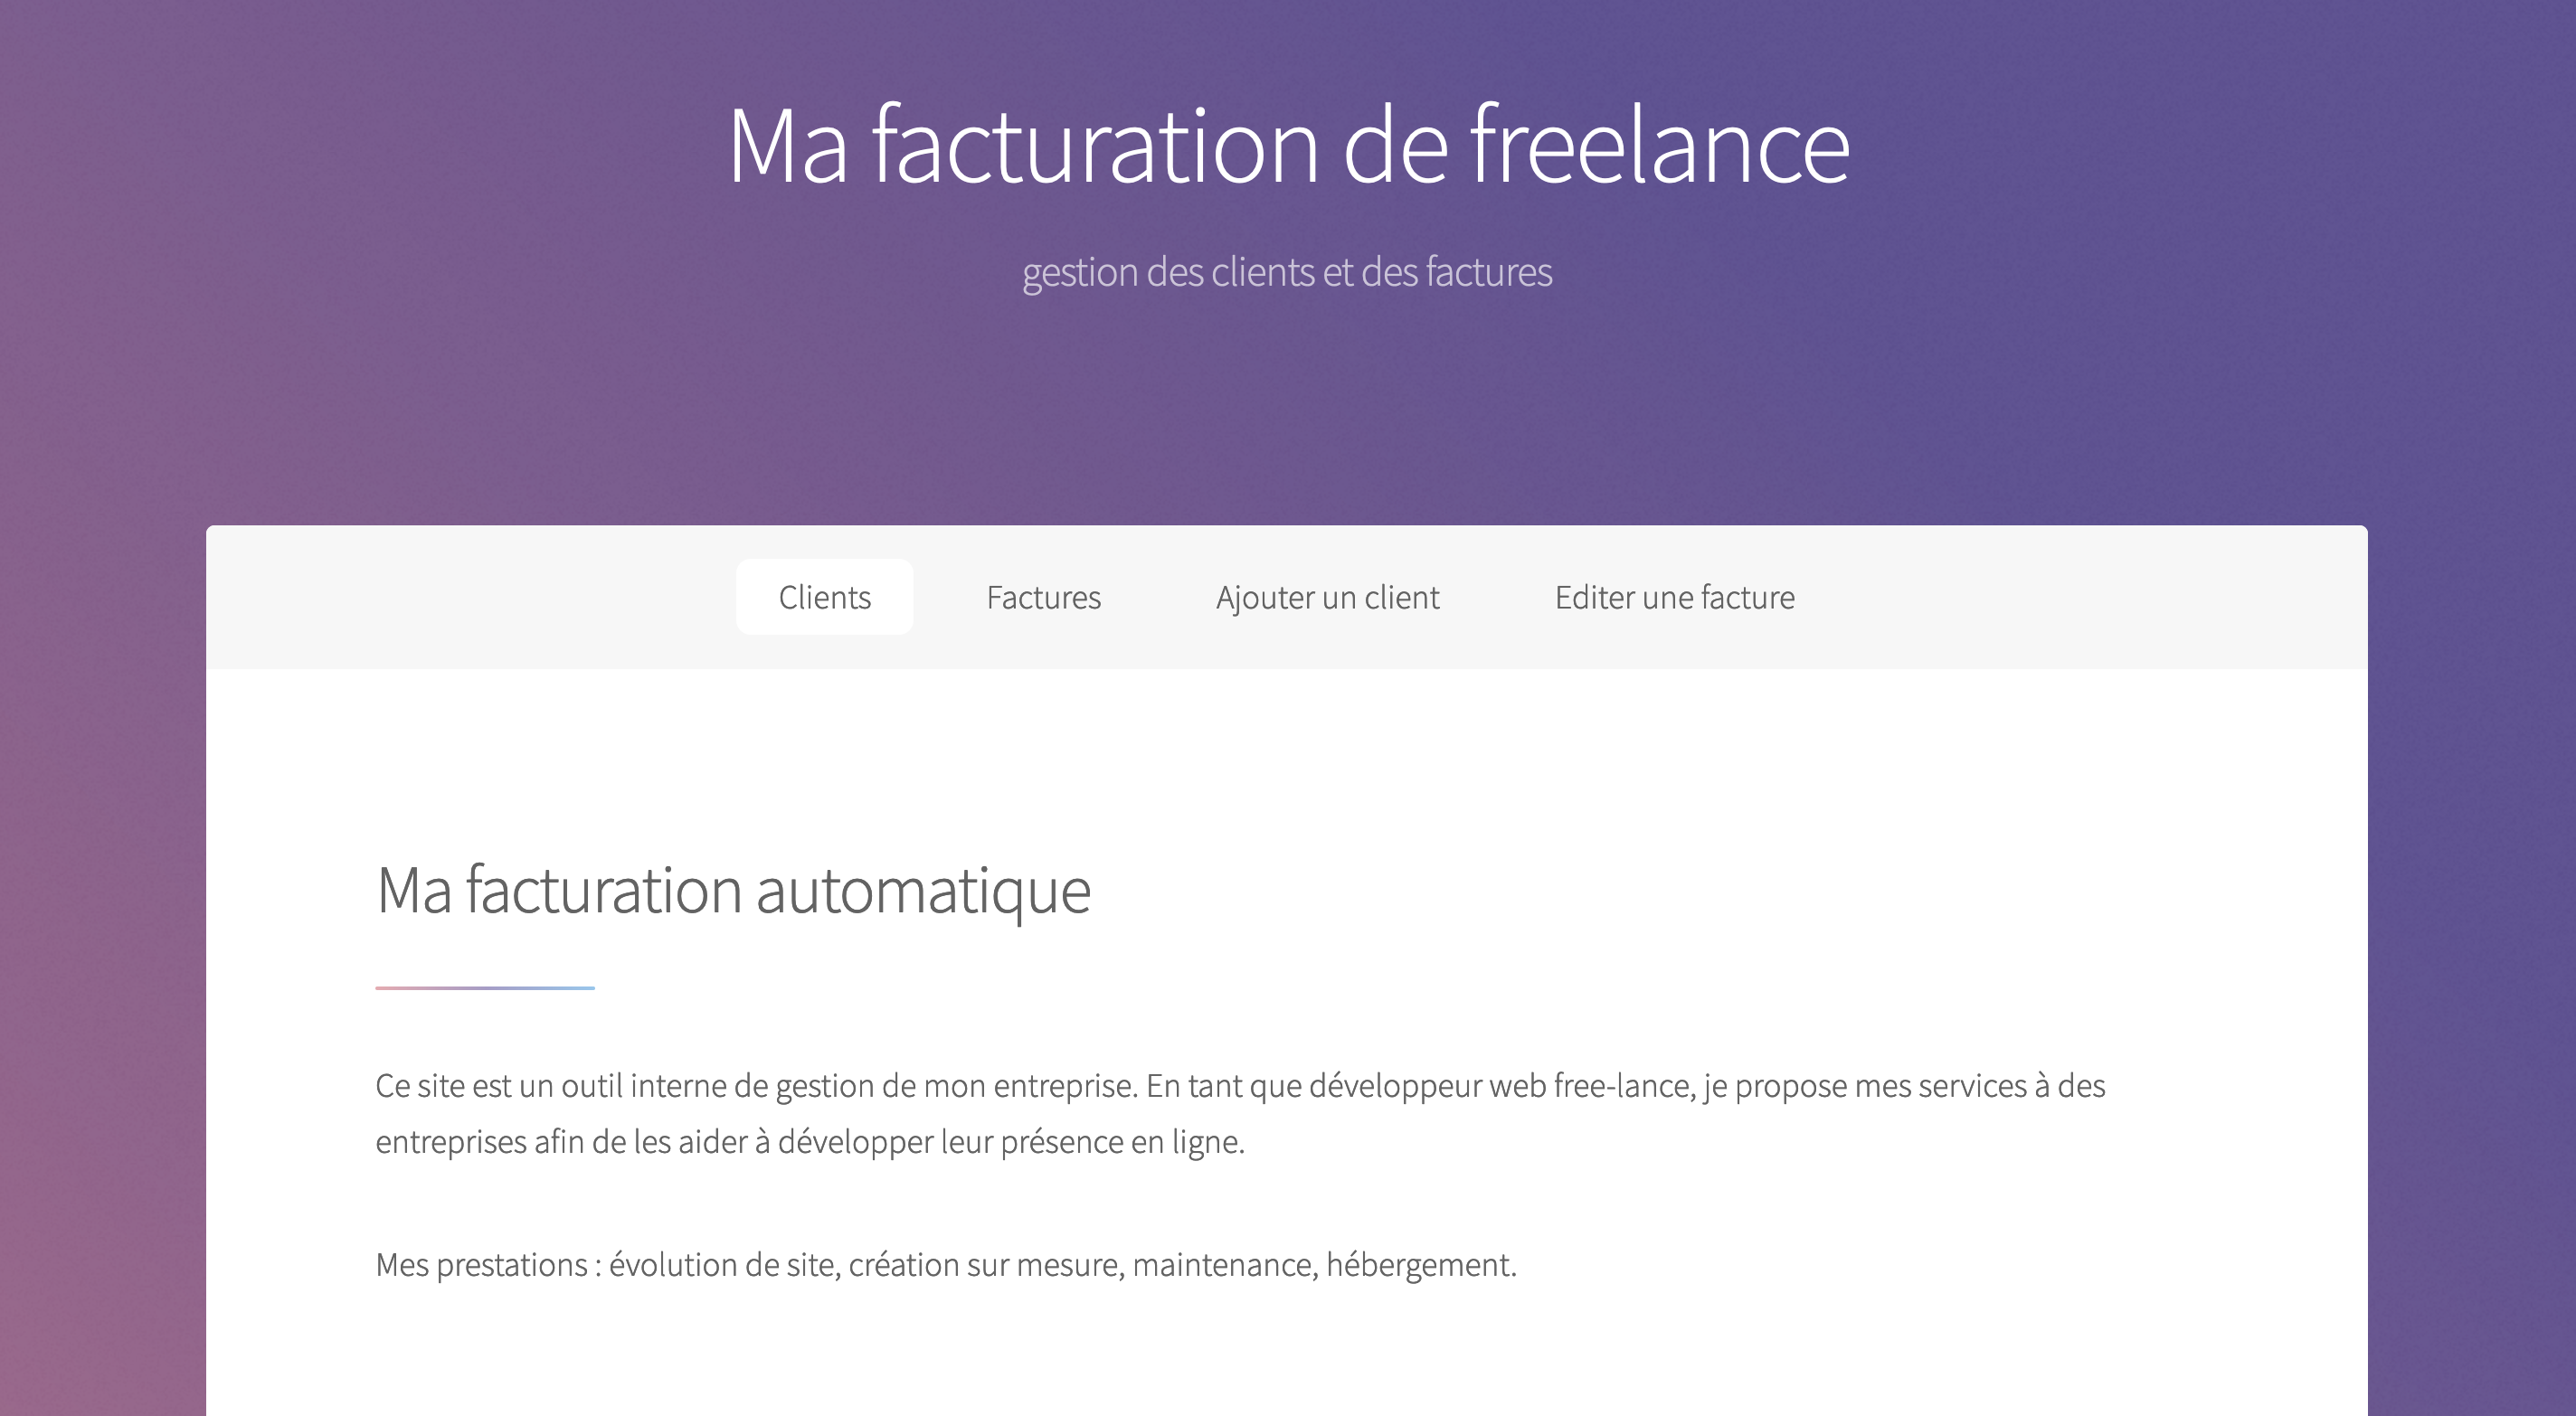 Ma facturation de freelance
gestion des clients et des factures
Clients
Factures
Ajouter un client
Editer une facture
Ma facturation automatique
Ce site est un outil interne de gestion de mon entreprise. En tant que développeur web free-lance, je propose mes services à des
entreprises afin de les aider à développer leur présence en ligne.
Mes prestations : évolution de site, création sur mesure, maintenance, hébergement.